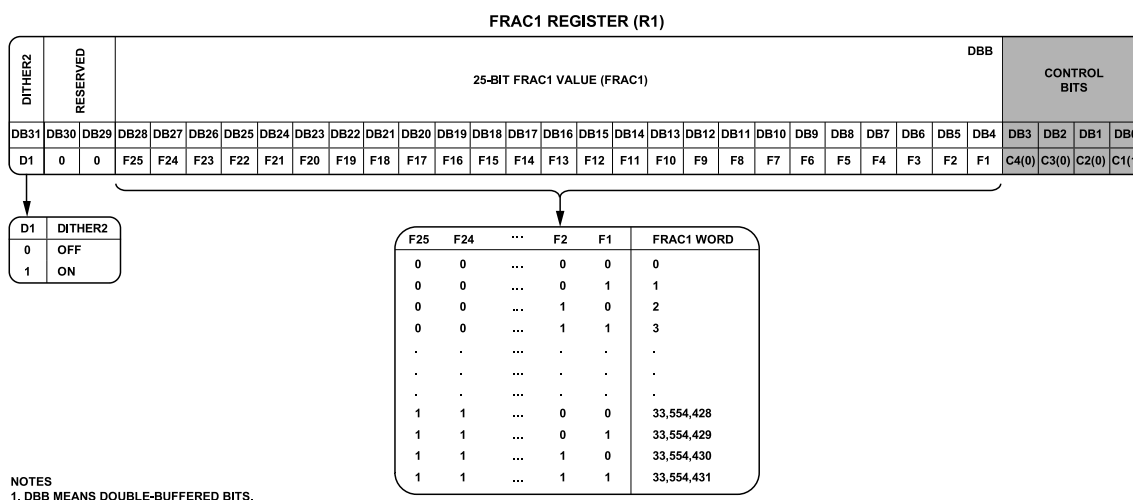 FRAC1 REGISTER (R1)
DITHER2
RESERVED
25-BIT FRAC1 VALUE (FRAC1)
DBB
CONTROL
BITS
DB31 DB30 DB29 DB28 DB27 DB26 DB25 DB24 DB23 DB22 DB21 DB20 DB19 DB18 DB17 DB16 DB15 DB14 DB13 DB12 DB11 DB10 DB9 DB8 DB7 DB6 DB5 DB4 DB3 DB2 DB1
D1 0 0 F25 F24 F23 F22 F21 F20 F19 F18 F17 F16 F15 F14 F13 F12 F11 F10 F9 F8 F7 F6 F5 F4 F3 F2 F1 C4(0) C3(0) C2(0)
D1 DITHER2
0 OFF
1 ON
F25 F24 ... F2 F1 FRAC1 WORD
0 0 ... 0 0 0
0 0 ... 0 1 1
0 0 ... 1 0 2
0 0 ... 1 1 3
. . ... . . .
. . ... . . .
. . ... . . .
1 1 ... 0 0 33,554,428
1 1 ... 0 1 33,554,429
1 1 ... 1 0 33,554,430
1 1 ... 1 1 33,554,431
NOTES
1. DBB MEANS DOUBLE-BUFFERED BITS.